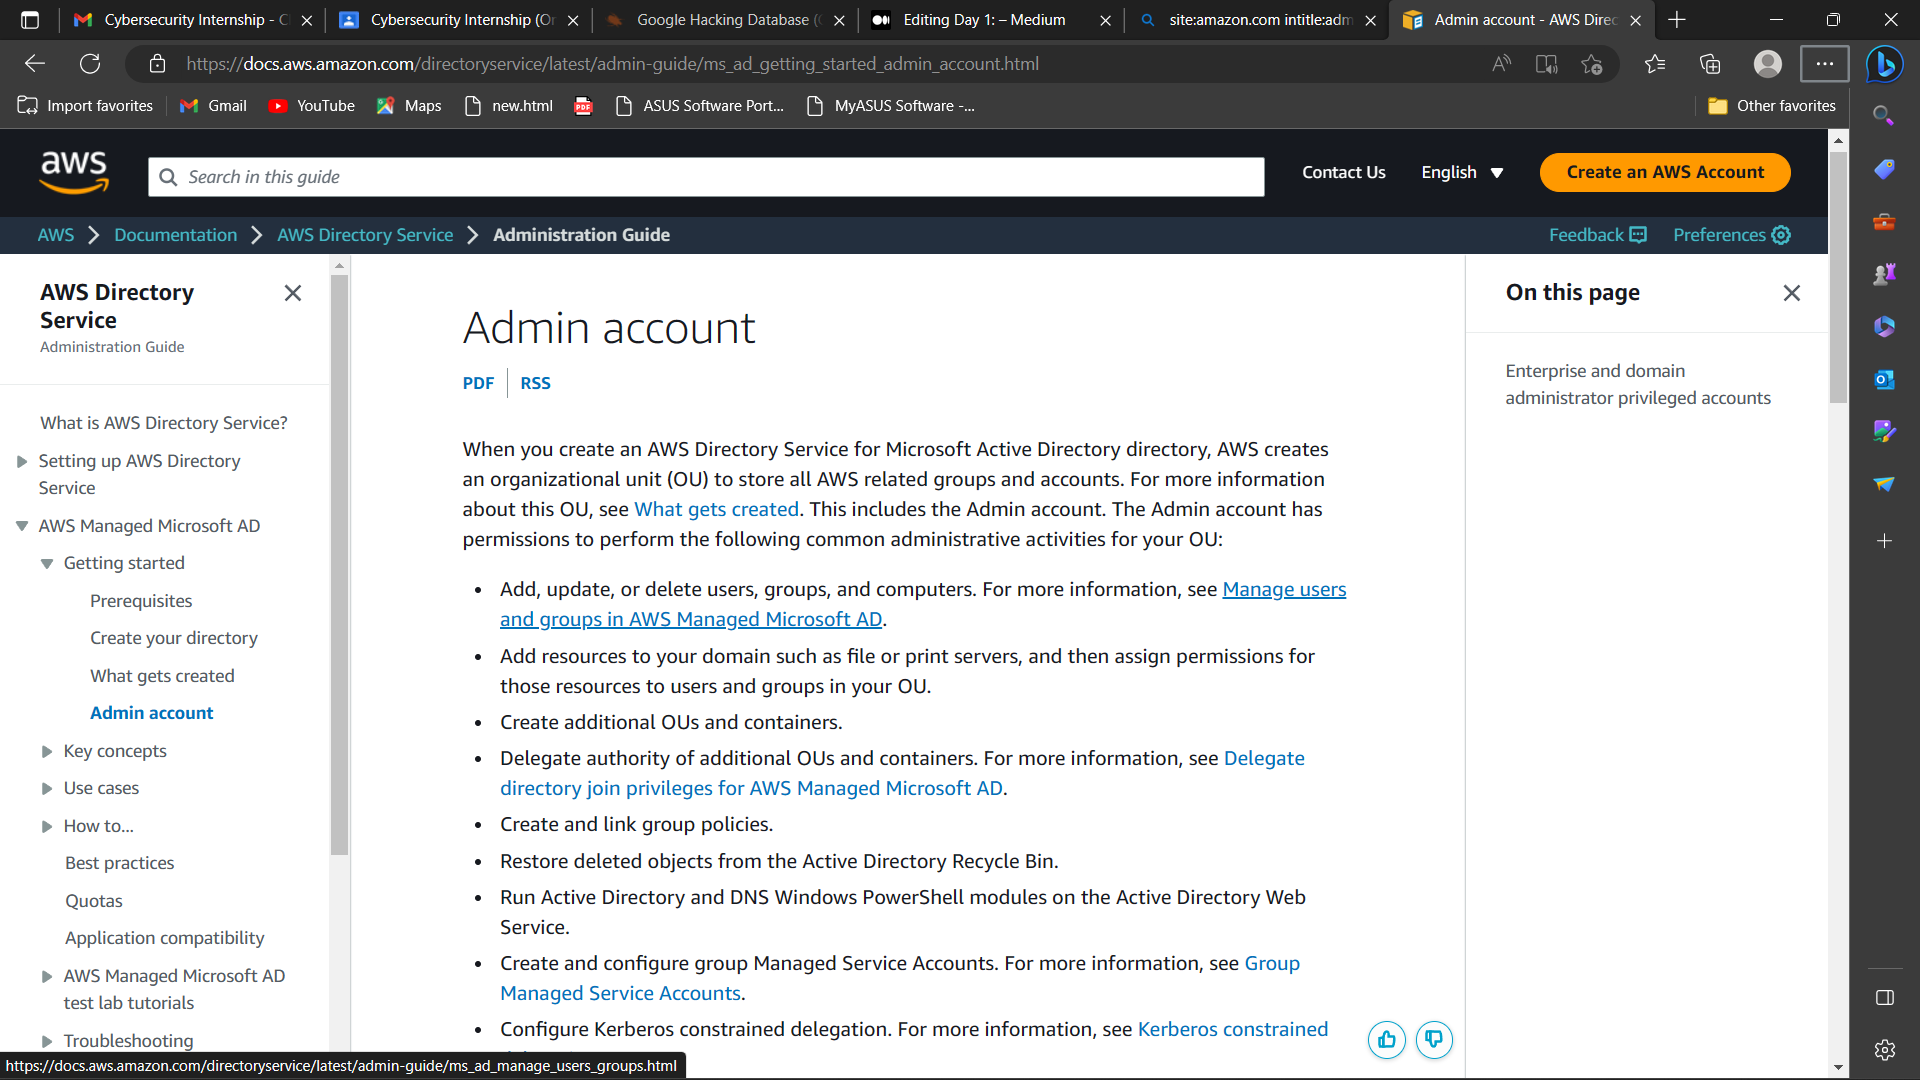 Cybersecurity Internship - C
Cybersecurity Internship (Or
Google Hacking Database (
Editing Day 1: – Medium
site:amazon.com intitle:adm
Admin account - AWS Direc
https://docs.aws.amazon.com/directoryservice/latest/admin-guide/ms_ad_getting_started_admin_account.html
Import favorites
Gmail
YouTube
Maps
new.html
PDF
ASUS Software Port...
MyASUS Software -...
Other favorites
aws
Search in this guide
Contact Us
English
Create an AWS Account
AWS
Documentation
AWS Directory Service
Administration Guide
Feedback
Preferences
AWS Directory
Service
Administration Guide
What is AWS Directory Service?
Setting up AWS Directory
Service
AWS Managed Microsoft AD
Getting started
Prerequisites
Create your directory
What gets created
Admin account
Key concepts
Use cases
How to...
Best practices
Quotas
Application compatibility
AWS Managed Microsoft AD
test lab tutorials
Troubleshooting
Admin account
PDF
RSS
When you create an AWS Directory Service for Microsoft Active Directory directory, AWS creates
an organizational unit (OU) to store all AWS related groups and accounts. For more information
about this OU, see What gets created. This includes the Admin account. The Admin account has
permissions to perform the following common administrative activities for your OU:
• Add, update, or delete users, groups, and computers. For more information, see Manage users
and groups in AWS Managed Microsoft AD.
• Add resources to your domain such as file or print servers, and then assign permissions for
those resources to users and groups in your OU.
• Create additional OUs and containers.
• Delegate authority of additional OUs and containers. For more information, see Delegate
directory join privileges for AWS Managed Microsoft AD.
• Create and link group policies.
• Restore deleted objects from the Active Directory Recycle Bin.
• Run Active Directory and DNS Windows PowerShell modules on the Active Directory Web
Service.
• Create and configure group Managed Service Accounts. For more information, see Group
Managed Service Accounts.
• Configure Kerberos constrained delegation. For more information, see Kerberos constrained
On this page
Enterprise and domain
administrator privileged accounts
https://docs.aws.amazon.com/directoryservice/latest/admin-guide/ms_ad_manage_users_groups.html